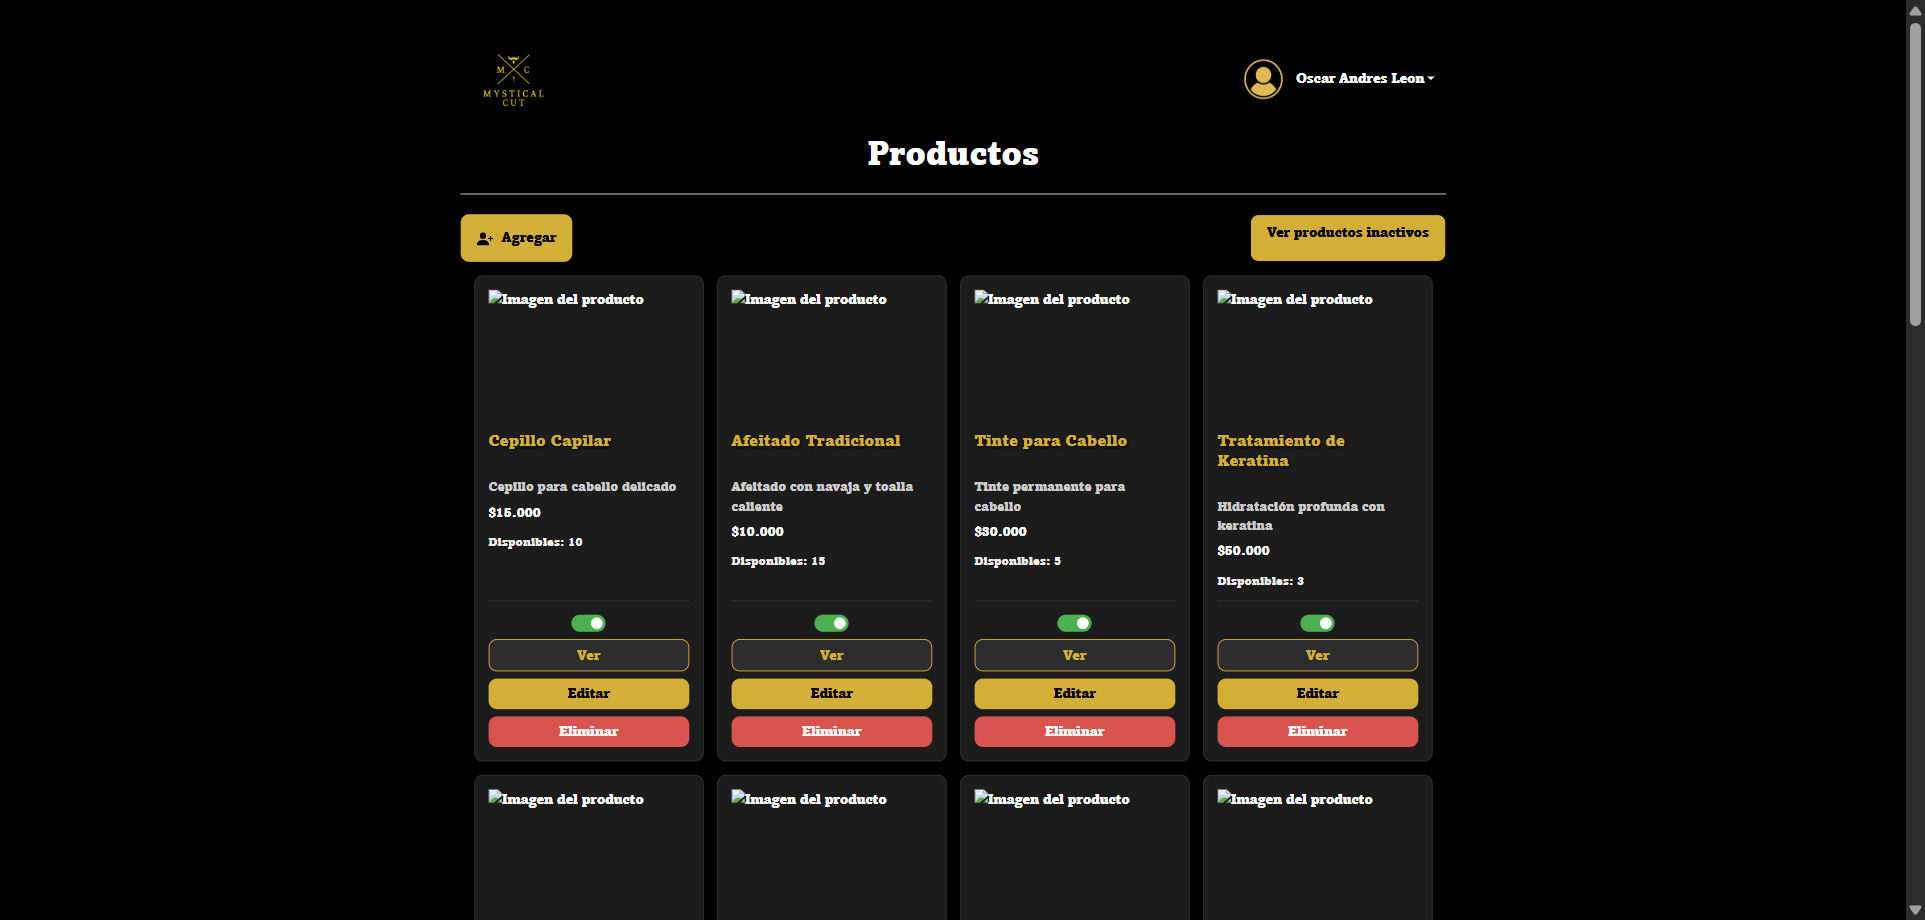 M C
MYSTICAL
CUT
Oscar Andres Leon
Productos
Agregar
Ver productos inactivos
Imagen del producto
Imagen del producto
Imagen del producto
Imagen del producto
Cepillo Capilar
Afeitado Tradicional
Tinte para Cabello
Tratamiento de
Keratina
Cepillo para cabello delicado
$15.000
Disponibles: 10
Afeitado con navaja y toalla
caliente
$10.000
Disponibles: 15
Tinte permanente para
cabello
$30.000
Disponibles: 5
Hidratación profunda con
keratina
$50.000
Disponibles: 3
Ver
Ver
Ver
Ver
Editar
Editar
Editar
Editar
Eliminar
Eliminar
Eliminar
Eliminar
Imagen del producto
Imagen del producto
Imagen del producto
Imagen del producto